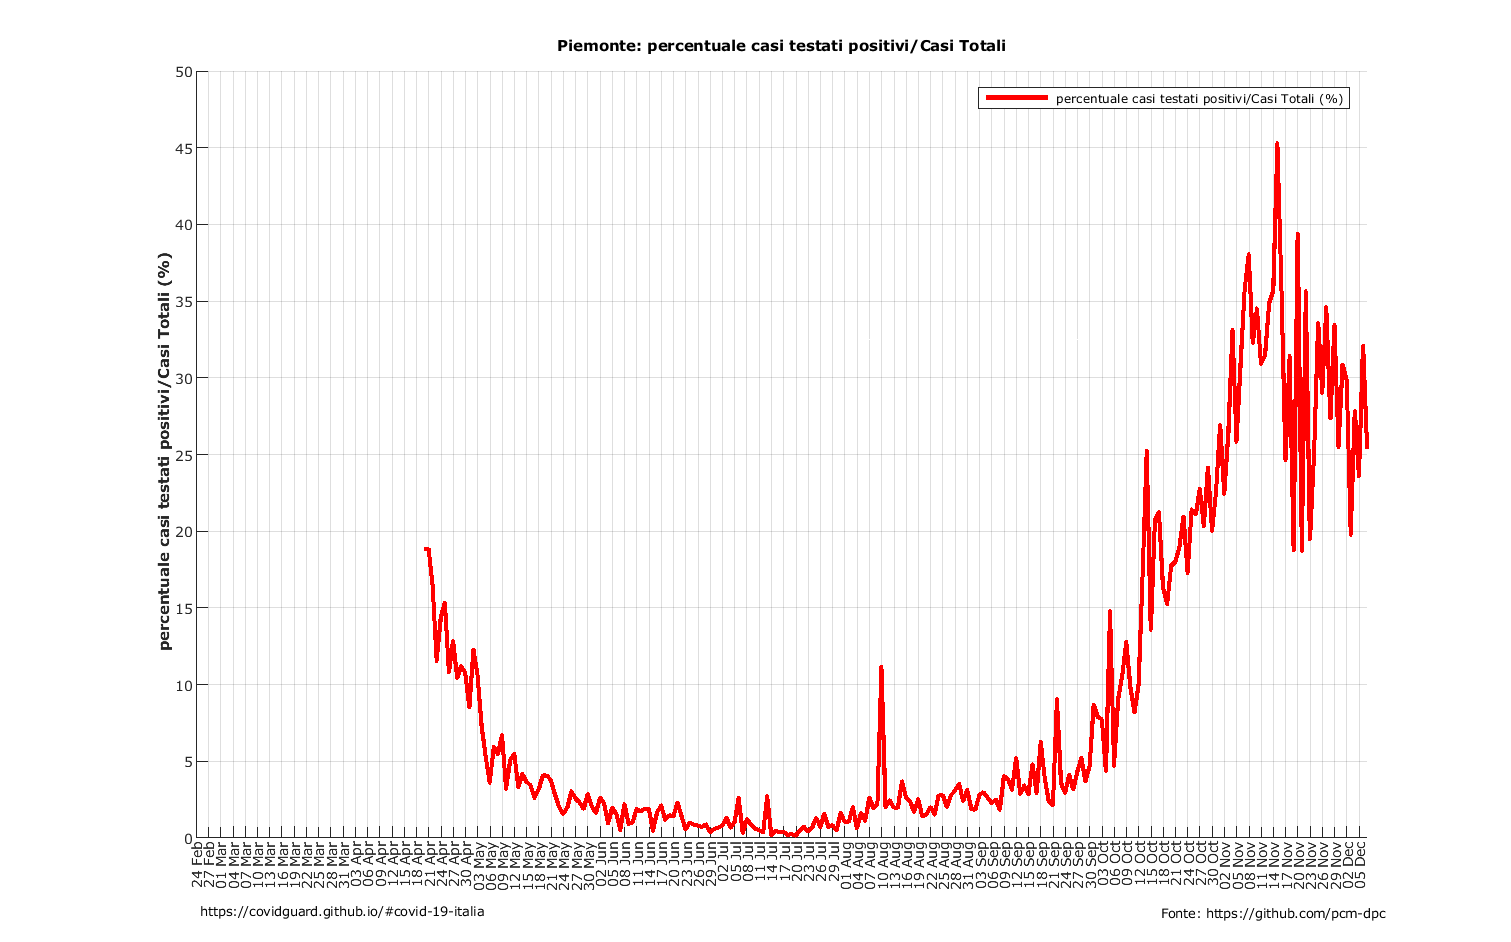 Piemonte: percentuale casi testati positivi/Casi Totali
percentuale casi testati positivi/Casi Totali (%)
percentuale casi testati positivi/Casi Totali (%)
50
45
40
35
30
25
20
15
10
5
0
24 Feb
27 Feb
01 Mar
04 Mar
07 Mar
10 Mar
13 Mar
16 Mar
19 Mar
22 Mar
25 Mar
28 Mar
31 Mar
03 Apr
06 Apr
09 Apr
12 Apr
15 Apr
18 Apr
21 Apr
24 Apr
27 Apr
30 Apr
03 May
06 May
09 May
12 May
15 May
18 May
21 May
24 May
27 May
30 May
02 Jun
05 Jun
08 Jun
11 Jun
14 Jun
17 Jun
20 Jun
23 Jun
26 Jun
29 Jun
02 Jul
05 Jul
08 Jul
11 Jul
14 Jul
17 Jul
20 Jul
23 Jul
26 Jul
29 Jul
01 Aug
04 Aug
07 Aug
10 Aug
13 Aug
16 Aug
19 Aug
22 Aug
25 Aug
28 Aug
31 Aug
03 Sep
06 Sep
09 Sep
12 Sep
15 Sep
18 Sep
21 Sep
24 Sep
27 Sep
30 Sep
03 Oct
06 Oct
09 Oct
12 Oct
15 Oct
18 Oct
21 Oct
24 Oct
27 Oct
30 Oct
02 Nov
05 Nov
08 Nov
11 Nov
14 Nov
17 Nov
20 Nov
23 Nov
26 Nov
29 Nov
02 Dec
05 Dec
https://covidguard.github.io/#covid-19-italia
Fonte: https://github.com/pcm-dpc